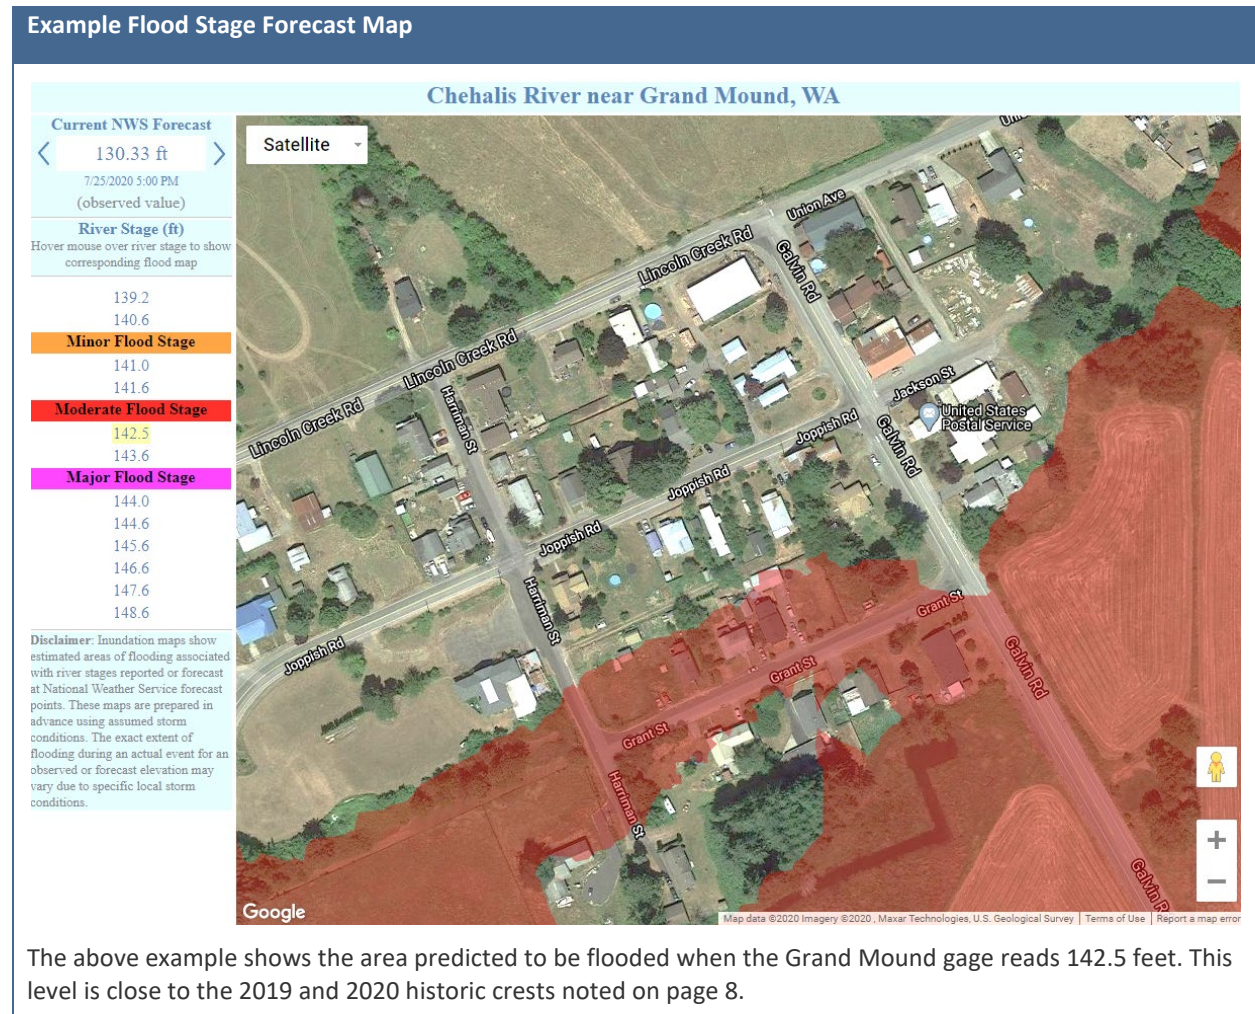 Example Flood Stage Forecast Map
Chehalis River near Grand Mound, WA
Current NWS Forecast
130.33 ft
7/25/2020 5:00 PM
(observed value)
River Stage (ft)
Hover mouse over river stage to show
corresponding flood map
139.2
140.6
Minor Flood Stage
141.0
141.6
Moderate Flood Stage
142.5
143.6
Major Flood Stage
144.0
144.6
145.6
146.6
147.6
148.6
Disclaimer: Inundation maps show
estimated areas of flooding associated
with river stages reported or forecast
at National Weather Service forecast
points. These maps are prepared in
advance using assumed storm
conditions. The exact extent of
flooding during an actual event for an
observed or forecast elevation may
vary due to specific local storm
conditions.
Satellite
Union Ave
Lincoln Creek Rd
Galvin Rd
Lincoln Creek Rd
Lincoln Creek Rd
Harriman St
Jackson St
United States
Postal Service
Joppish Rd
Galvin Rd
Joppish Rd
Joppish Rd
Harriman St
Grant St
Joppish Rd
Grant St
Galvin Rd
Grant St
Harriman St
Galvin R
Google
Map data ©2020 Imagery ©2020 , Maxar Technologies, U.S. Geological Survey
Terms of Use
Report a map error
The above example shows the area predicted to be flooded when the Grand Mound gage reads 142.5 feet. This
level is close to the 2019 and 2020 historic crests noted on page 8.